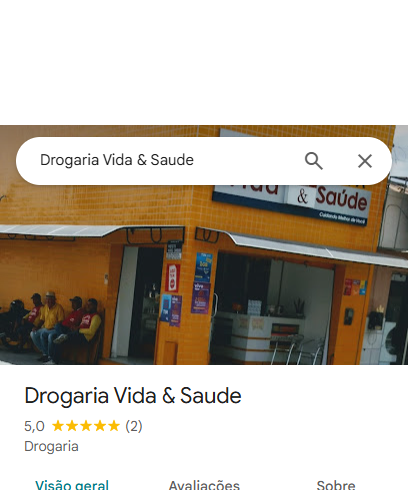 Drogaria Vida & Saude
& Saúde
Cuidando Melhor de Você
Drogaria Vida & Saude
5,0 (2)
Drogaria
Visão geral Avaliações Sobre